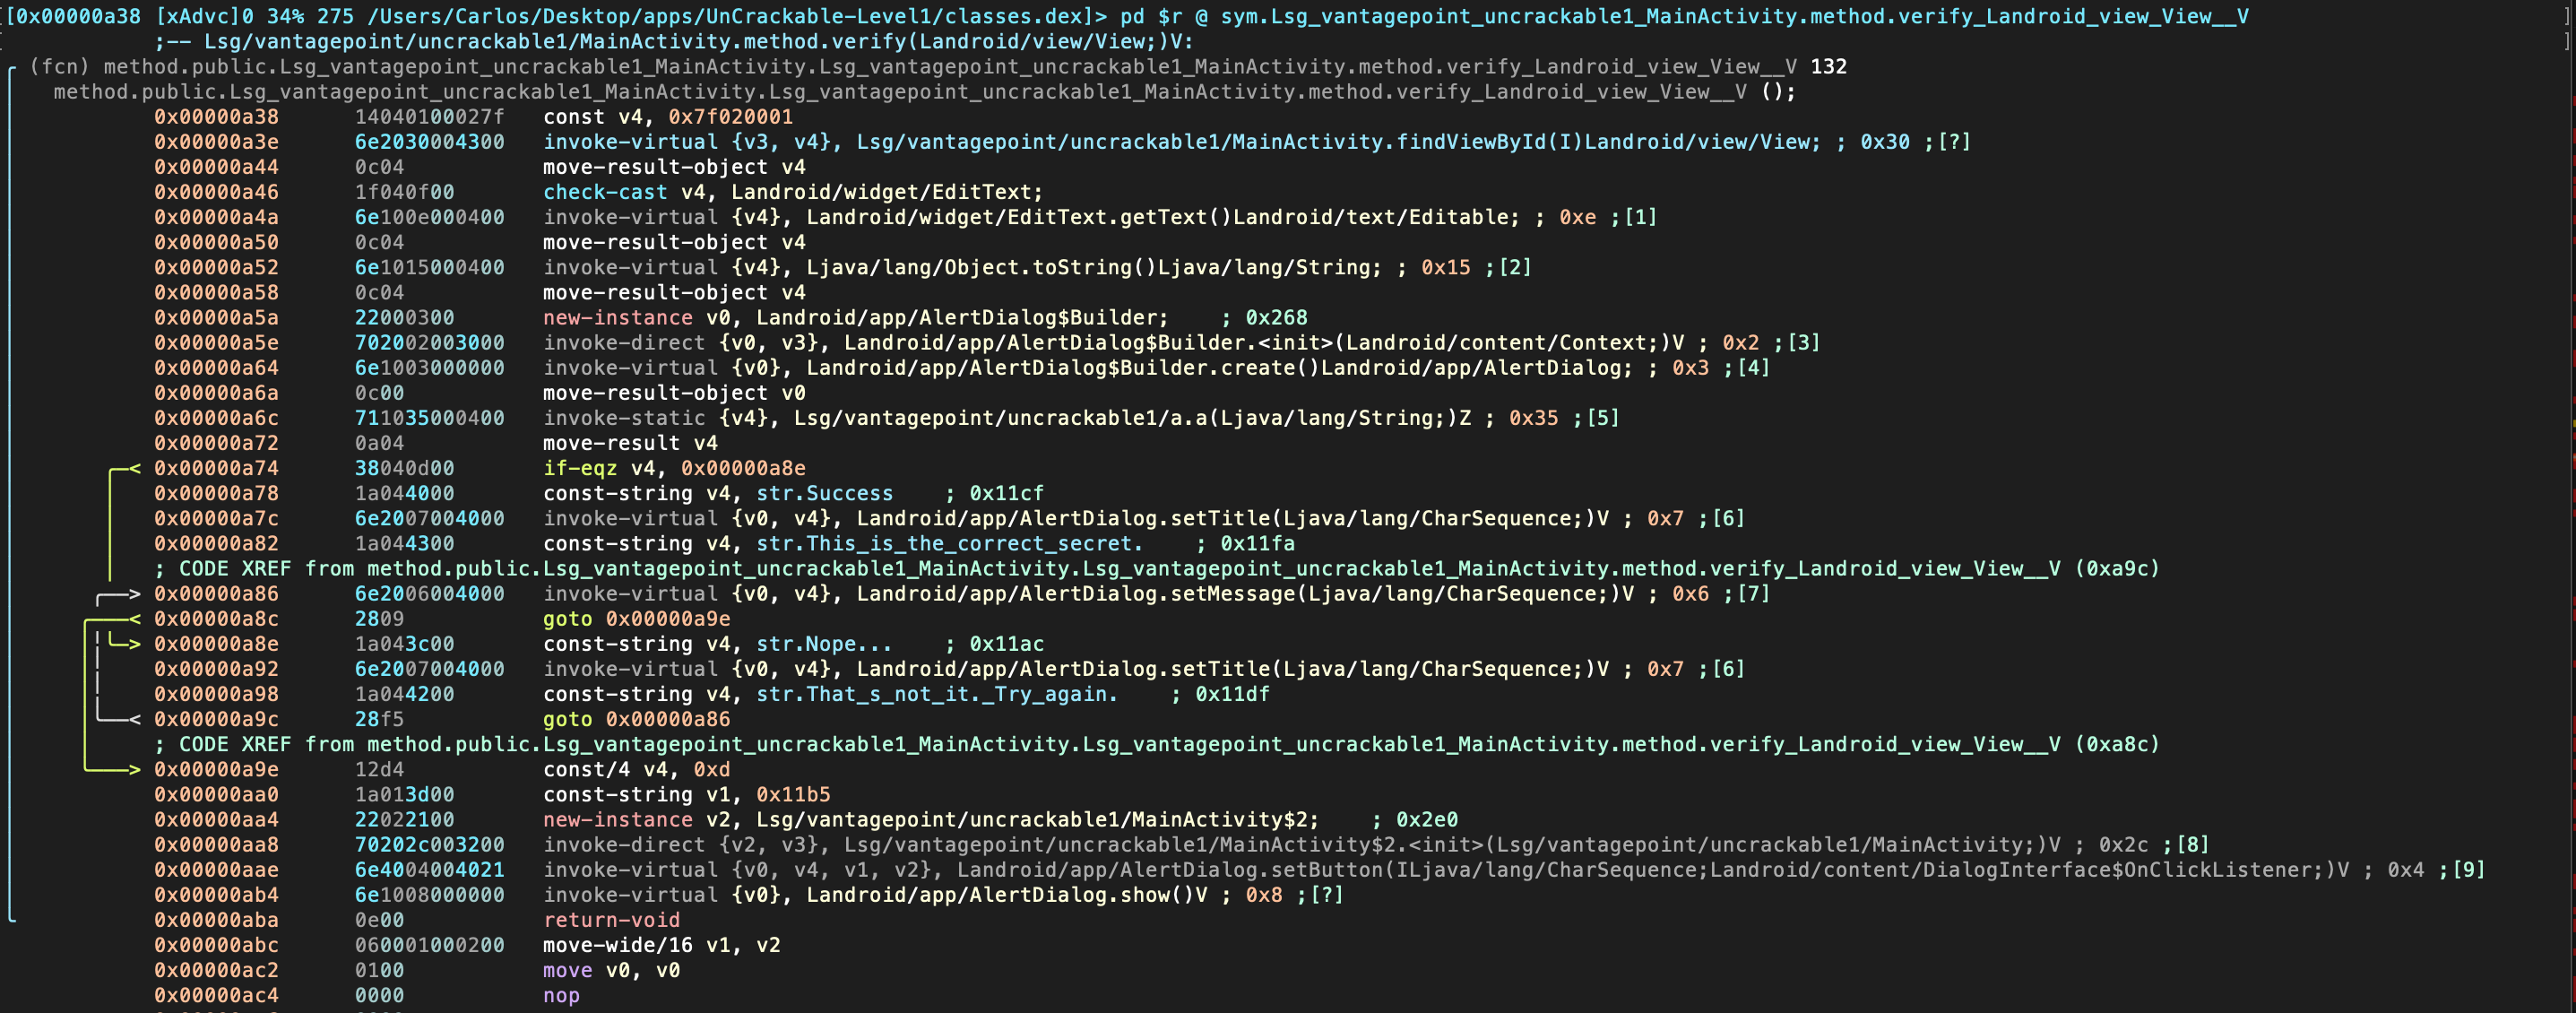 [0x00000a38 [xAdvc]0 34% 275 /Users/Carlos/Desktop/apps/UnCrackable-Level1/classes.dex]> pd $r @ sym.Lsg_vantagepoint_uncrackable1_MainActivity.method.verify_Landroid_view_View__V
;-- Lsg/vantagepoint/uncrackable1/MainActivity.method.verify(Landroid/view/View;)V:
(fcn) method.public.Lsg_vantagepoint_uncrackable1_MainActivity.Lsg_vantagepoint_uncrackable1_MainActivity.method.verify_Landroid_view_View__V 132
method.public.Lsg_vantagepoint_uncrackable1_MainActivity.Lsg_vantagepoint_uncrackable1_MainActivity.method.verify_Landroid_view_View__V ();
0x00000a38 14040100027f const v4, 0x7f020001
0x00000a3e 6e2030004300 invoke-virtual {v3, v4}, Lsg/vantagepoint/uncrackable1/MainActivity.findViewById(I)Landroid/view/View; ; 0x30 ;[?]
0x00000a44 0c04 move-result-object v4
0x00000a46 1f040f00 check-cast v4, Landroid/widget/EditText;
0x00000a4a 6e100e000400 invoke-virtual {v4}, Landroid/widget/EditText.getText()Landroid/text/Editable; ; 0xe ;[1]
0x00000a50 0c04 move-result-object v4
0x00000a52 6e1015000400 invoke-virtual {v4}, Ljava/lang/Object.toString()Ljava/lang/String; ; 0x15 ;[2]
0x00000a58 0c04 move-result-object v4
0x00000a5a 22000300 new-instance v0, Landroid/app/AlertDialog$Builder; ; 0x268
0x00000a5e 702002003000 invoke-direct {v0, v3}, Landroid/app/AlertDialog$Builder.<init>(Landroid/content/Context;)V ; 0x2 ;[3]
0x00000a64 6e1003000000 invoke-virtual {v0}, Landroid/app/AlertDialog$Builder.create()Landroid/app/AlertDialog; ; 0x3 ;[4]
0x00000a6a 0c00 move-result-object v0
0x00000a6c 711035000400 invoke-static {v4}, Lsg/vantagepoint/uncrackable1/a.a(Ljava/lang/String;)Z ; 0x35 ;[5]
0x00000a72 0a04 move-result v4
0x00000a74 38040d00 if-eqz v4, 0x00000a8e
0x00000a78 1a044000 const-string v4, str.Success ; 0x11cf
0x00000a7c 6e2007004000 invoke-virtual {v0, v4}, Landroid/app/AlertDialog.setTitle(Ljava/lang/CharSequence;)V ; 0x7 ;[6]
0x00000a82 1a044300 const-string v4, str.This_is_the_correct_secret. ; 0x11fa
; CODE XREF from method.public.Lsg_vantagepoint_uncrackable1_MainActivity.Lsg_vantagepoint_uncrackable1_MainActivity.method.verify_Landroid_view_View__V (0xa9c)
0x00000a86 6e2006004000 invoke-virtual {v0, v4}, Landroid/app/AlertDialog.setMessage(Ljava/lang/CharSequence;)V ; 0x6 ;[7]
0x00000a8c 2809 goto 0x00000a9e
0x00000a8e 1a043c00 const-string v4, str.Nope... ; 0x11ac
0x00000a92 6e2007004000 invoke-virtual {v0, v4}, Landroid/app/AlertDialog.setTitle(Ljava/lang/CharSequence;)V ; 0x7 ;[6]
0x00000a98 1a044200 const-string v4, str.That_s_not_it._Try_again. ; 0x11df
0x00000a9c 28f5 goto 0x00000a86
; CODE XREF from method.public.Lsg_vantagepoint_uncrackable1_MainActivity.Lsg_vantagepoint_uncrackable1_MainActivity.method.verify_Landroid_view_View__V (0xa8c)
0x00000a9e 12d4 const/4 v4, 0xd
0x00000aa0 1a013d00 const-string v1, 0x11b5
0x00000aa4 22022100 new-instance v2, Lsg/vantagepoint/uncrackable1/MainActivity$2; ; 0x2e0
0x00000aa8 70202c003200 invoke-direct {v2, v3}, Lsg/vantagepoint/uncrackable1/MainActivity$2.<init>(Lsg/vantagepoint/uncrackable1/MainActivity;)V ; 0x2c ;[8]
0x00000aae 6e4004004021 invoke-virtual {v0, v4, v1, v2}, Landroid/app/AlertDialog.setButton(ILjava/lang/CharSequence;Landroid/content/DialogInterface$OnClickListener;)V ; 0x4 ;[9]
0x00000ab4 6e1008000000 invoke-virtual {v0}, Landroid/app/AlertDialog.show()V ; 0x8 ;[?]
0x00000aba 0e00 return-void
0x00000abc 060001000200 move-wide/16 v1, v2
0x00000ac2 0100 move v0, v0
0x00000ac4 0000 nop